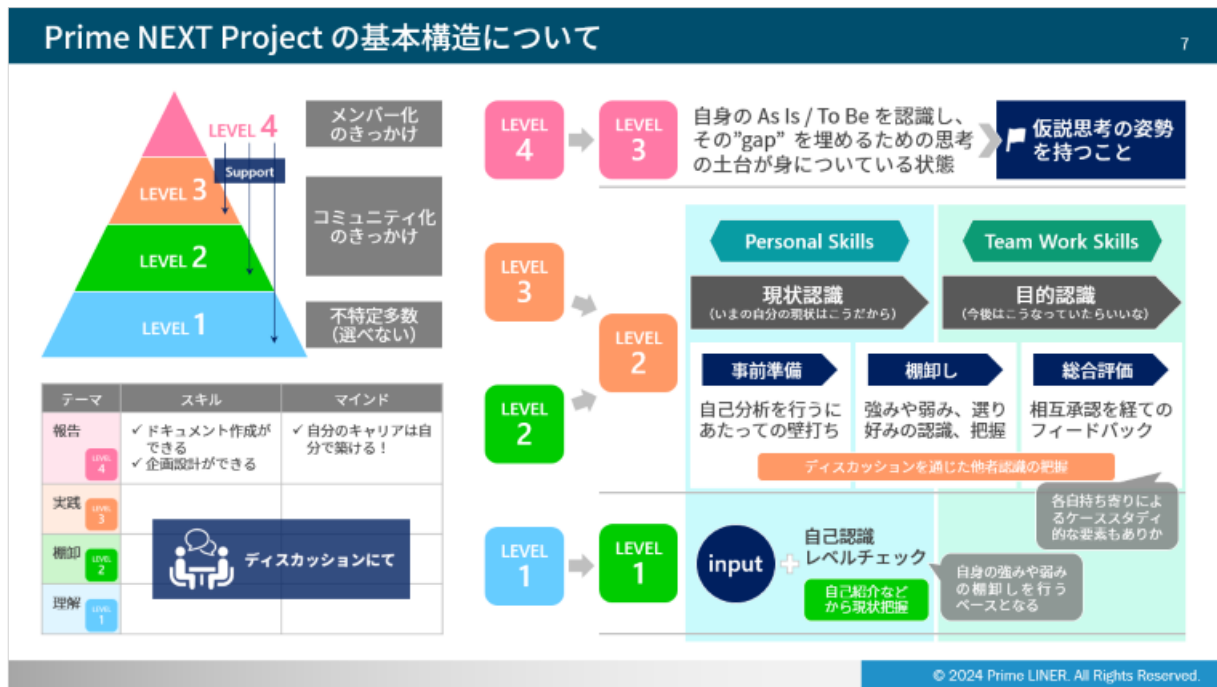 Prime NEXT Project の基本構造について
7
LEVEL 4
Support
LEVEL 3
LEVEL 2
LEVEL 1
メンバー化
のきっかけ
コミュニティ化
のきっかけ
不特定多数
(選べない)
テーマ
スキル
マインド
報告
LEVEL
4
✓ ドキュメント作成が
できる
✓ 企画設計ができる
✓ 自分のキャリアは自
分で築ける！
実践
LEVEL
3
棚卸
LEVEL
2
理解
LEVEL
1
ディスカッションにて
LEVEL
4
LEVEL
3
自身の As Is / To Be を認識し、
その”gap” を埋めるための思考
の土台が身についている状態
仮説思考の姿勢
を持つこと
LEVEL
3
LEVEL
2
LEVEL
2
Personal Skills
Team Work Skills
現状認識
(いまの自分の現状はこうだから)
目的認識
(今後はこうなっていたらいいな)
事前準備
棚卸し
総合評価
自己分析を行うに
あたっての壁打ち
強みや弱み、選り
好みの認識、把握
相互承認を経ての
フィードバック
ディスカッションを通じた他者認識の把握
各自持ち寄りによ
るケーススタディ
的な要素もありか
LEVEL
1
LEVEL
1
input
+
自己認識
レベルチェック
自己紹介など
から現状把握
自身の強みや弱み
の棚卸しを行う
ベースとなる
© 2024 Prime LINER. All Rights Reserved.